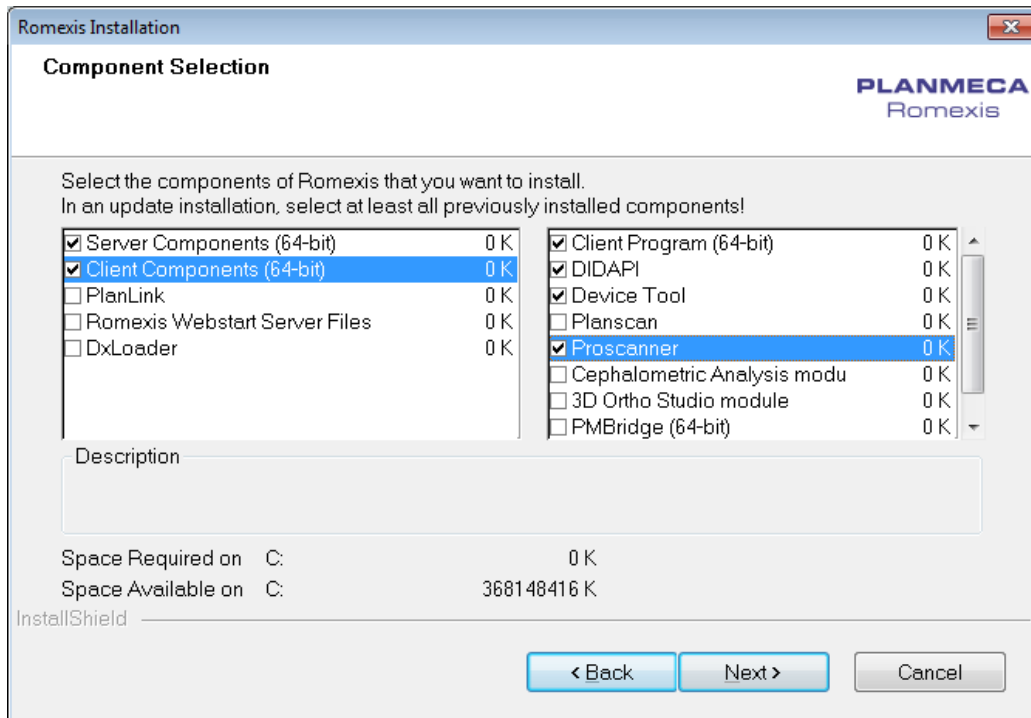 Romexis Installation
Component Selection
PLANMECA
Romexis
Select the components of Romexis that you want to install.
In an update installation, select at least all previously installed components!
Server Components (64-bit) 0 K
Client Components (64-bit) 0 K
PlanLink 0 K
Romexis Webstart Server Files 0 K
DxLoader 0 K
Client Program (64-bit) 0 K
DIDAPI 0 K
Device Tool 0 K
Planscan 0 K
Proscanner 0 K
Cephalometric Analysis modu 0 K
3D Ortho Studio module 0 K
PMBridge (64-bit) 0 K
Description
Space Required on C: 0 K
Space Available on C: 368148416 K
InstallShield
< Back Next > Cancel